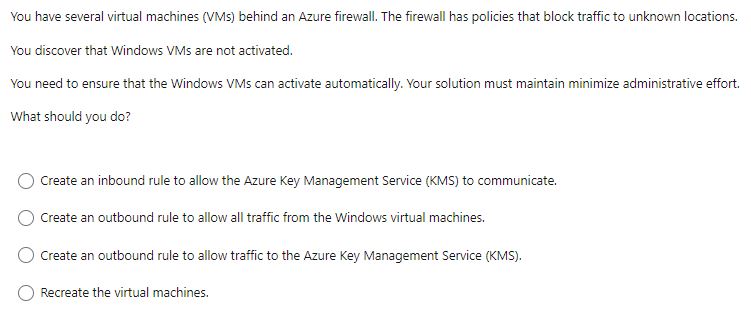 You have several virtual machines (VMs) behind an Azure firewall. The firewall has policies that block traffic to unknown locations.
You discover that Windows VMs are not activated.
You need to ensure that the Windows VMs can activate automatically. Your solution must maintain minimize administrative effort.
What should you do?
Create an inbound rule to allow the Azure Key Management Service (KMS) to communicate.
Create an outbound rule to allow all traffic from the Windows virtual machines.
Create an outbound rule to allow traffic to the Azure Key Management Service (KMS).
Recreate the virtual machines.